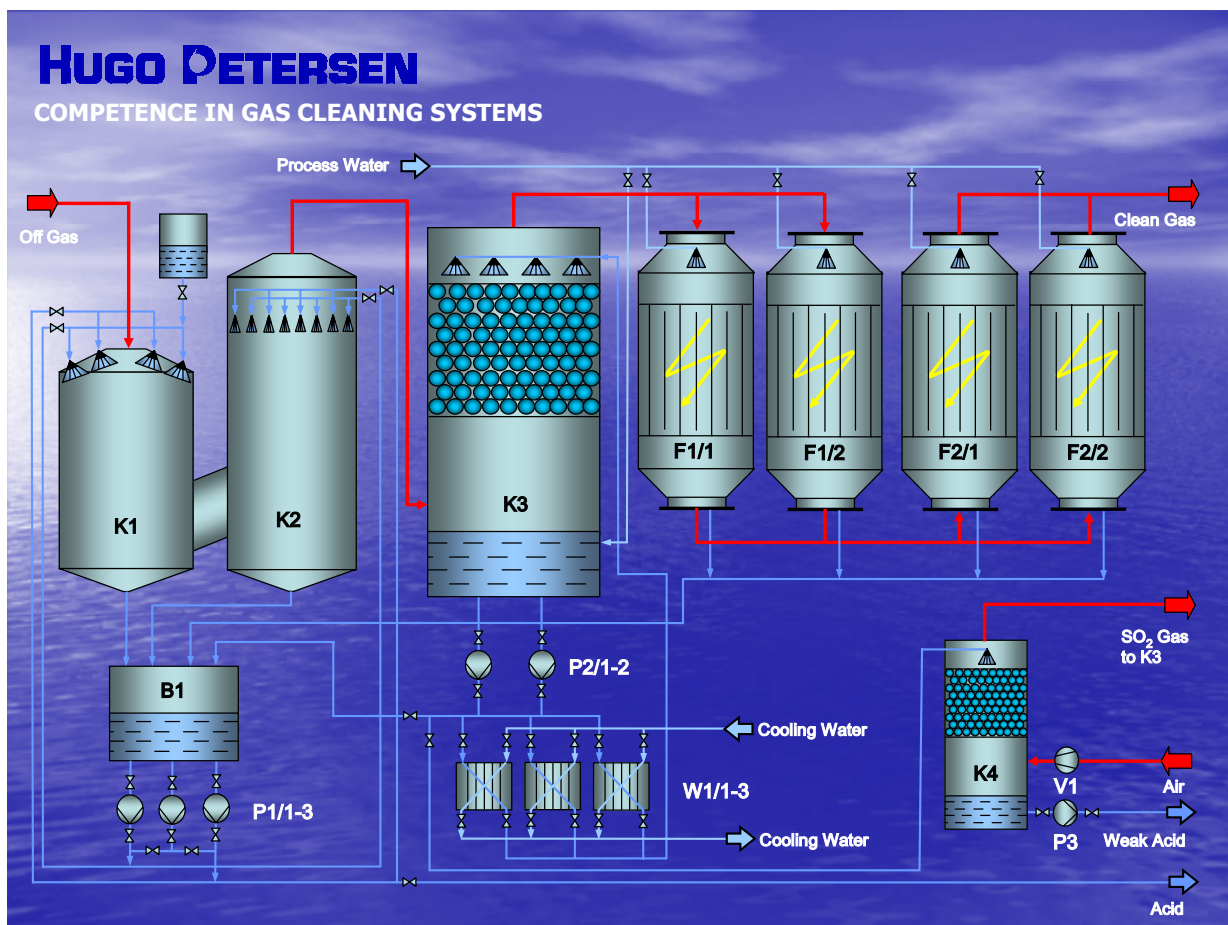 HUGO PETERSEN
COMPETENCE IN GAS CLEANING SYSTEMS
Process Water
Off Gas
Clean Gas
F1/1
F1/2
F2/1
F2/2
K1
K2
K3
SO₂ Gas
to K3
P2/1-2
B1
Cooling Water
K4
W1/1-3
V1
Air
P1/1-3
Cooling Water
P3
Weak Acid
Acid